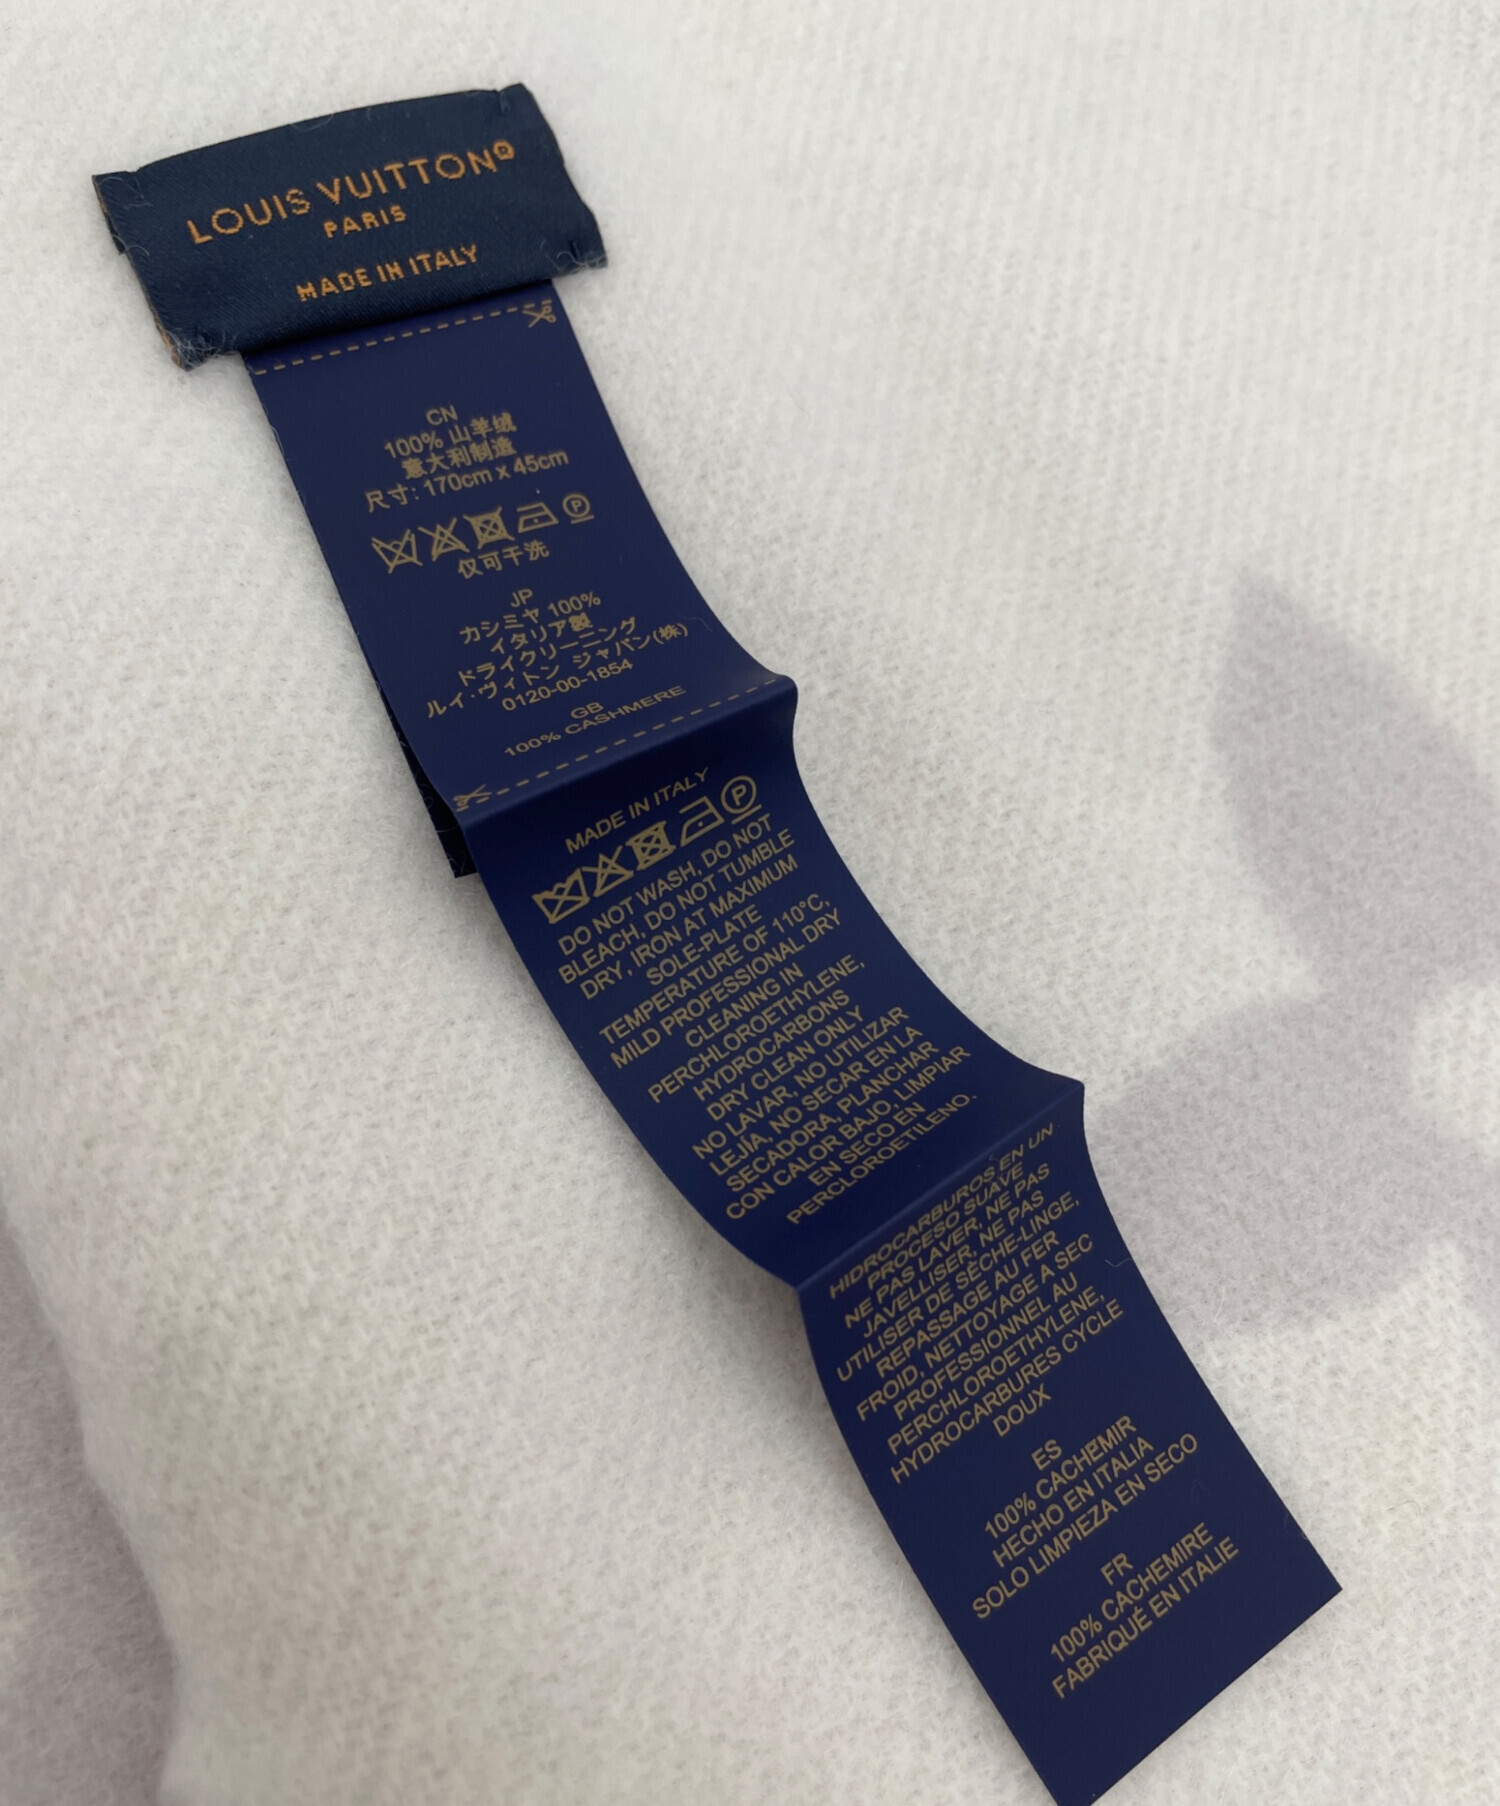 LOUIS VUITTON®
PARIS
MADE IN ITALY
CN
100% 山羊绒
意大利制造
尺寸: 170cm x 45cm
P
仅可干洗
JP
カシミヤ 100%
イタリア製
ドライクリーニング
ルイ・ヴィトン ジャパン(株)
0120-00-1854
GB
100% CASHMERE
MADE IN ITALY
P
DO NOT WASH, DO NOT
BLEACH, DO NOT TUMBLE
DRY, IRON AT MAXIMUM
SOLE-PLATE
TEMPERATURE OF 110°C,
MILD PROFESSIONAL DRY
CLEANING IN
PERCHLOROETHYLENE,
HYDROCARBONS
DRY CLEAN ONLY
NO LAVAR, NO UTILIZAR
LEJÍA, NO SECAR EN LA
SECADORA, PLANCHAR
CON CALOR BAJO, LIMPIAR
EN SECO EN
PERCLOROETILENO.
HIDROCARBUROS EN UN
PROCESO SUAVE
NE PAS LAVER, NE PAS
JAVELLISER, NE PAS
UTILISER DE SÈCHE-LINGE,
REPASSAGE AU FER
FROID, NETTOYAGE A SEC
PROFESSIONNEL AU
PERCHLOROETHYLENE,
HYDROCARBURES CYCLE
DOUX
ES
100% CACHEMIR
HECHO EN ITALIA
SOLO LIMPIEZA EN SECO
FR
100% CACHEMIRE
FABRIQUÉ EN ITALIE